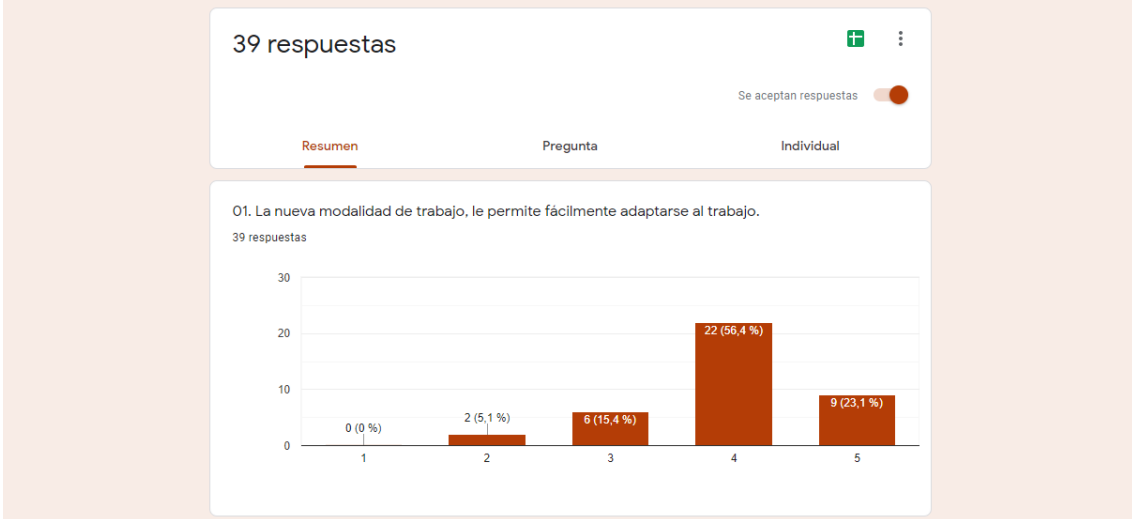 39 respuestas
Se aceptan respuestas
Resumen Pregunta Individual
01. La nueva modalidad de trabajo, le permite fácilmente adaptarse al trabajo.
39 respuestas
30
20
10
0
0 (0 %)
2 (5,1 %)
6 (15,4 %)
22 (56,4 %)
9 (23,1 %)
1 2 3 4 5